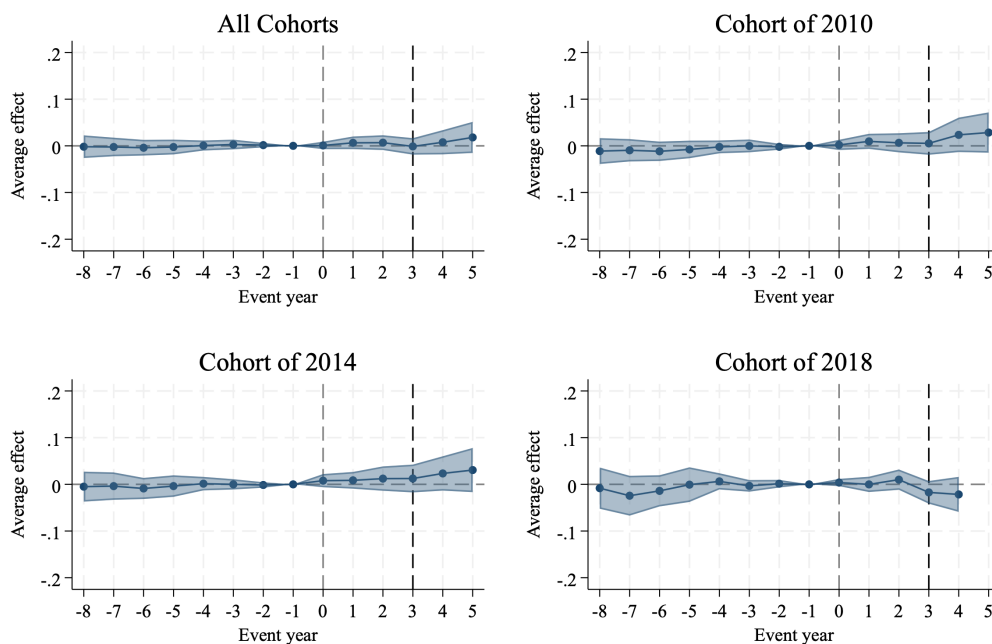 All Cohorts
Average effect
.2
.1
0
-.1
-.2
-8 -7 -6 -5 -4 -3 -2 -1 0 1 2 3 4 5
Event year
Cohort of 2010
Average effect
.2
.1
0
-.1
-.2
-8 -7 -6 -5 -4 -3 -2 -1 0 1 2 3 4 5
Event year
Cohort of 2014
Average effect
.2
.1
0
-.1
-.2
-8 -7 -6 -5 -4 -3 -2 -1 0 1 2 3 4 5
Event year
Cohort of 2018
Average effect
.2
.1
0
-.1
-.2
-8 -7 -6 -5 -4 -3 -2 -1 0 1 2 3 4 5
Event year